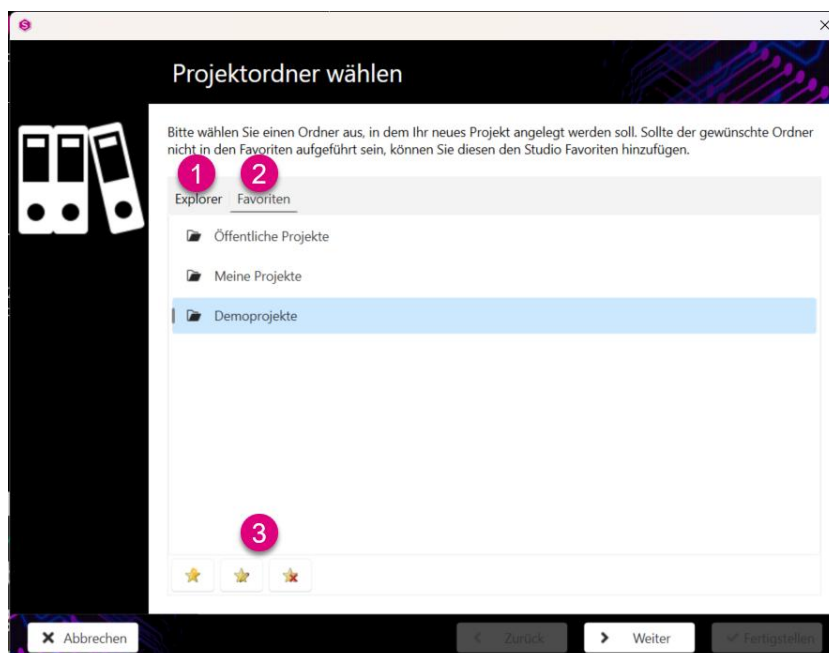 S
Projektordner wählen
Bitte wählen Sie einen Ordner aus, in dem Ihr neues Projekt angelegt werden soll. Sollte der gewünschte Ordner
nicht in den Favoriten aufgeführt sein, können Sie diesen den Studio Favoriten hinzufügen.
1 2
Explorer Favoriten
Öffentliche Projekte
Meine Projekte
Demoprojekte
3
Abbrechen Zurück Weiter Fertigstellen